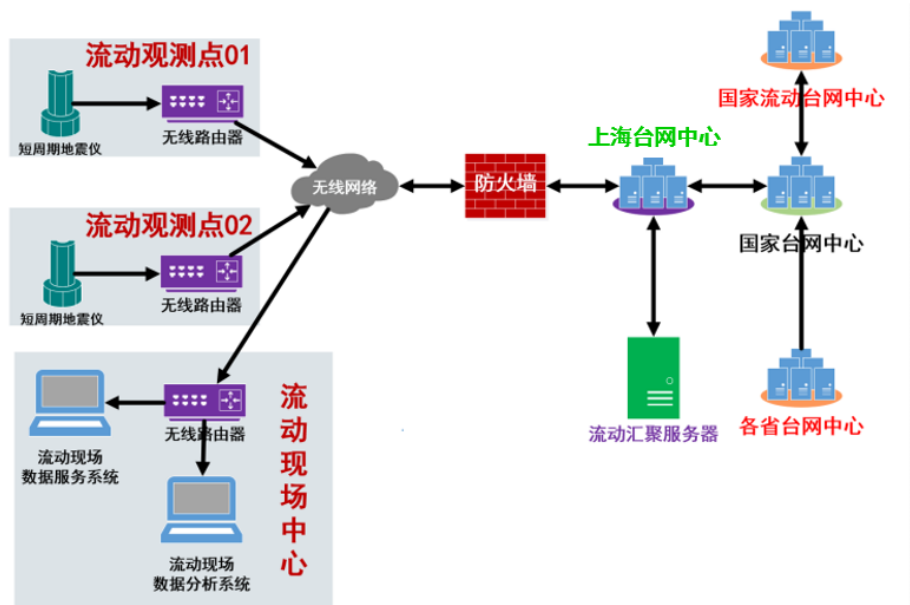 流动观测点01
短周期地震仪
无线路由器
流动观测点02
短周期地震仪
无线路由器
无线网络
防火墙
上海台网中心
国家流动台网中心
国家台网中心
流动汇聚服务器
各省台网中心
流动现场中心
无线路由器
流动现场
数据服务系统
流动现场
数据分析系统